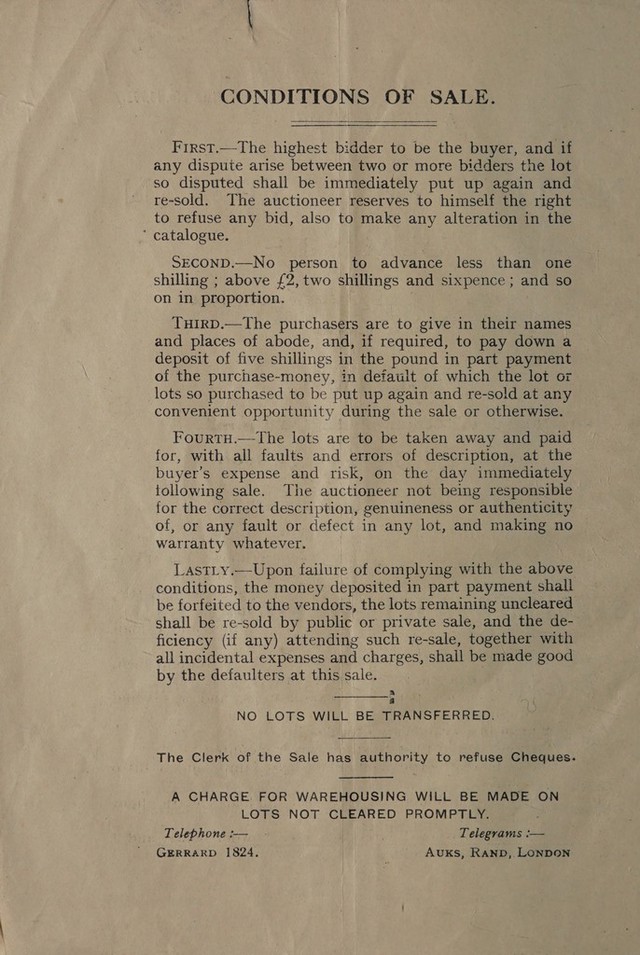 CONDITIONS OF SALE.
FIRST.—The highest bidder to be the buyer, and if
any dispute arise between two or more bidders the lot
so disputed shall be immediately put up again and
re-sold. The auctioneer reserves to himself the right
to refuse any bid, also to make any alteration in the
catalogue.
SECOND.—No person to advance less than one
shilling ; above £2, two shillings and sixpence ; and so
on in proportion.
THIRD.—The purchasers are to give in their names
and places of abode, and, if required, to pay down a
deposit of five shillings in the pound in part payment
of the purchase-money, in default of which the lot or
lots so purchased to be put up again and re-sold at any
convenient opportunity during the sale or otherwise.
FOURTH.—The lots are to be taken away and paid
for, with all faults and errors of description, at the
buyer's expense and risk, on the day immediately
following sale. The auctioneer not being responsible
for the correct description, genuineness or authenticity
of, or any fault or defect in any lot, and making no
warranty whatever.
LASTLY.—Upon failure of complying with the above
conditions, the money deposited in part payment shall
be forfeited to the vendors, the lots remaining uncleared
shall be re-sold by public or private sale, and the de-
ficiency (if any) attending such re-sale, together with
all incidental expenses and charges, shall be made good
by the defaulters at this sale.
NO LOTS WILL BE TRANSFERRED.
The Clerk of the Sale has authority to refuse Cheques.
A CHARGE FOR WAREHOUSING WILL BE MADE ON
LOTS NOT CLEARED PROMPTLY.
Telephone :— Telegrams :—
GERRARD 1824. AUKS, RAND, LONDON